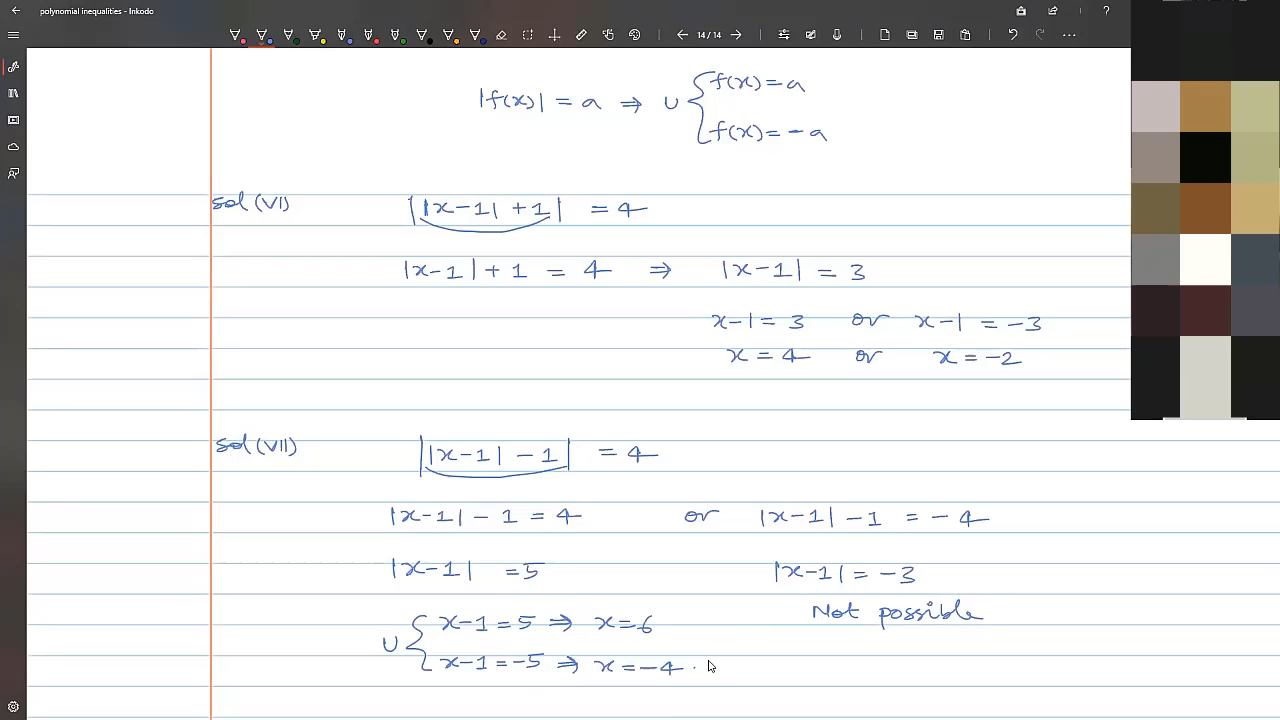 polynomial inequalities - Inkodo
14/14
|f(x)| = a ⇒ ∪ { f(x) = a
f(x) = - a
sol (VI) ||x-1| + 1| = 4
|x-1| + 1 = 4 ⇒ |x-1| = 3
x-1 = 3 or x-1 = -3
x = 4 or x = -2
sol (VII) ||x-1| - 1| = 4
|x-1| - 1 = 4 or |x-1| - 1 = - 4
|x-1| = 5 |x-1| = -3
Not possible
∪ { x-1 = 5 ⇒ x = 6
x-1 = -5 ⇒ x = -4 .